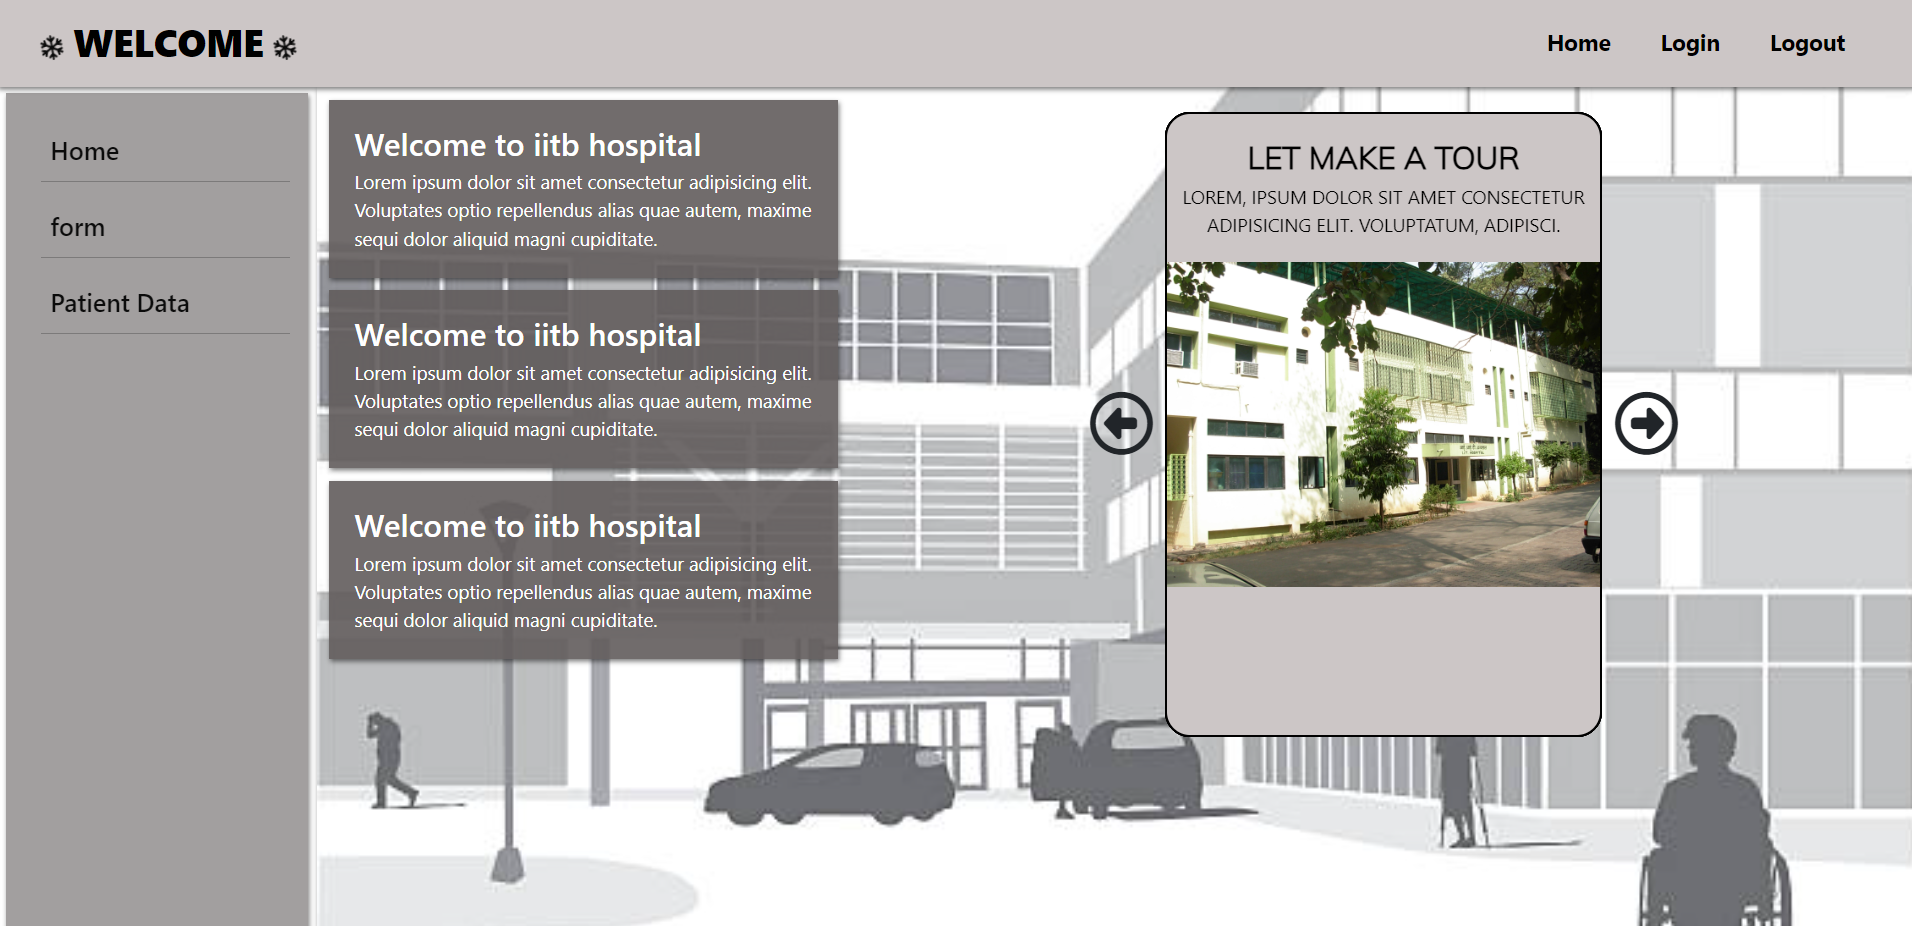 WELCOME
Home Login Logout
Home
form
Patient Data
Welcome to iitb hospital
Lorem ipsum dolor sit amet consectetur adipisicing elit.
Voluptates optio repellendus alias quae autem, maxime
sequi dolor aliquid magni cupiditate.
Welcome to iitb hospital
Lorem ipsum dolor sit amet consectetur adipisicing elit.
Voluptates optio repellendus alias quae autem, maxime
sequi dolor aliquid magni cupiditate.
Welcome to iitb hospital
Lorem ipsum dolor sit amet consectetur adipisicing elit.
Voluptates optio repellendus alias quae autem, maxime
sequi dolor aliquid magni cupiditate.
LET MAKE A TOUR
LOREM, IPSUM DOLOR SIT AMET CONSECTETUR
ADIPISICING ELIT. VOLUPTATUM, ADIPISCI.